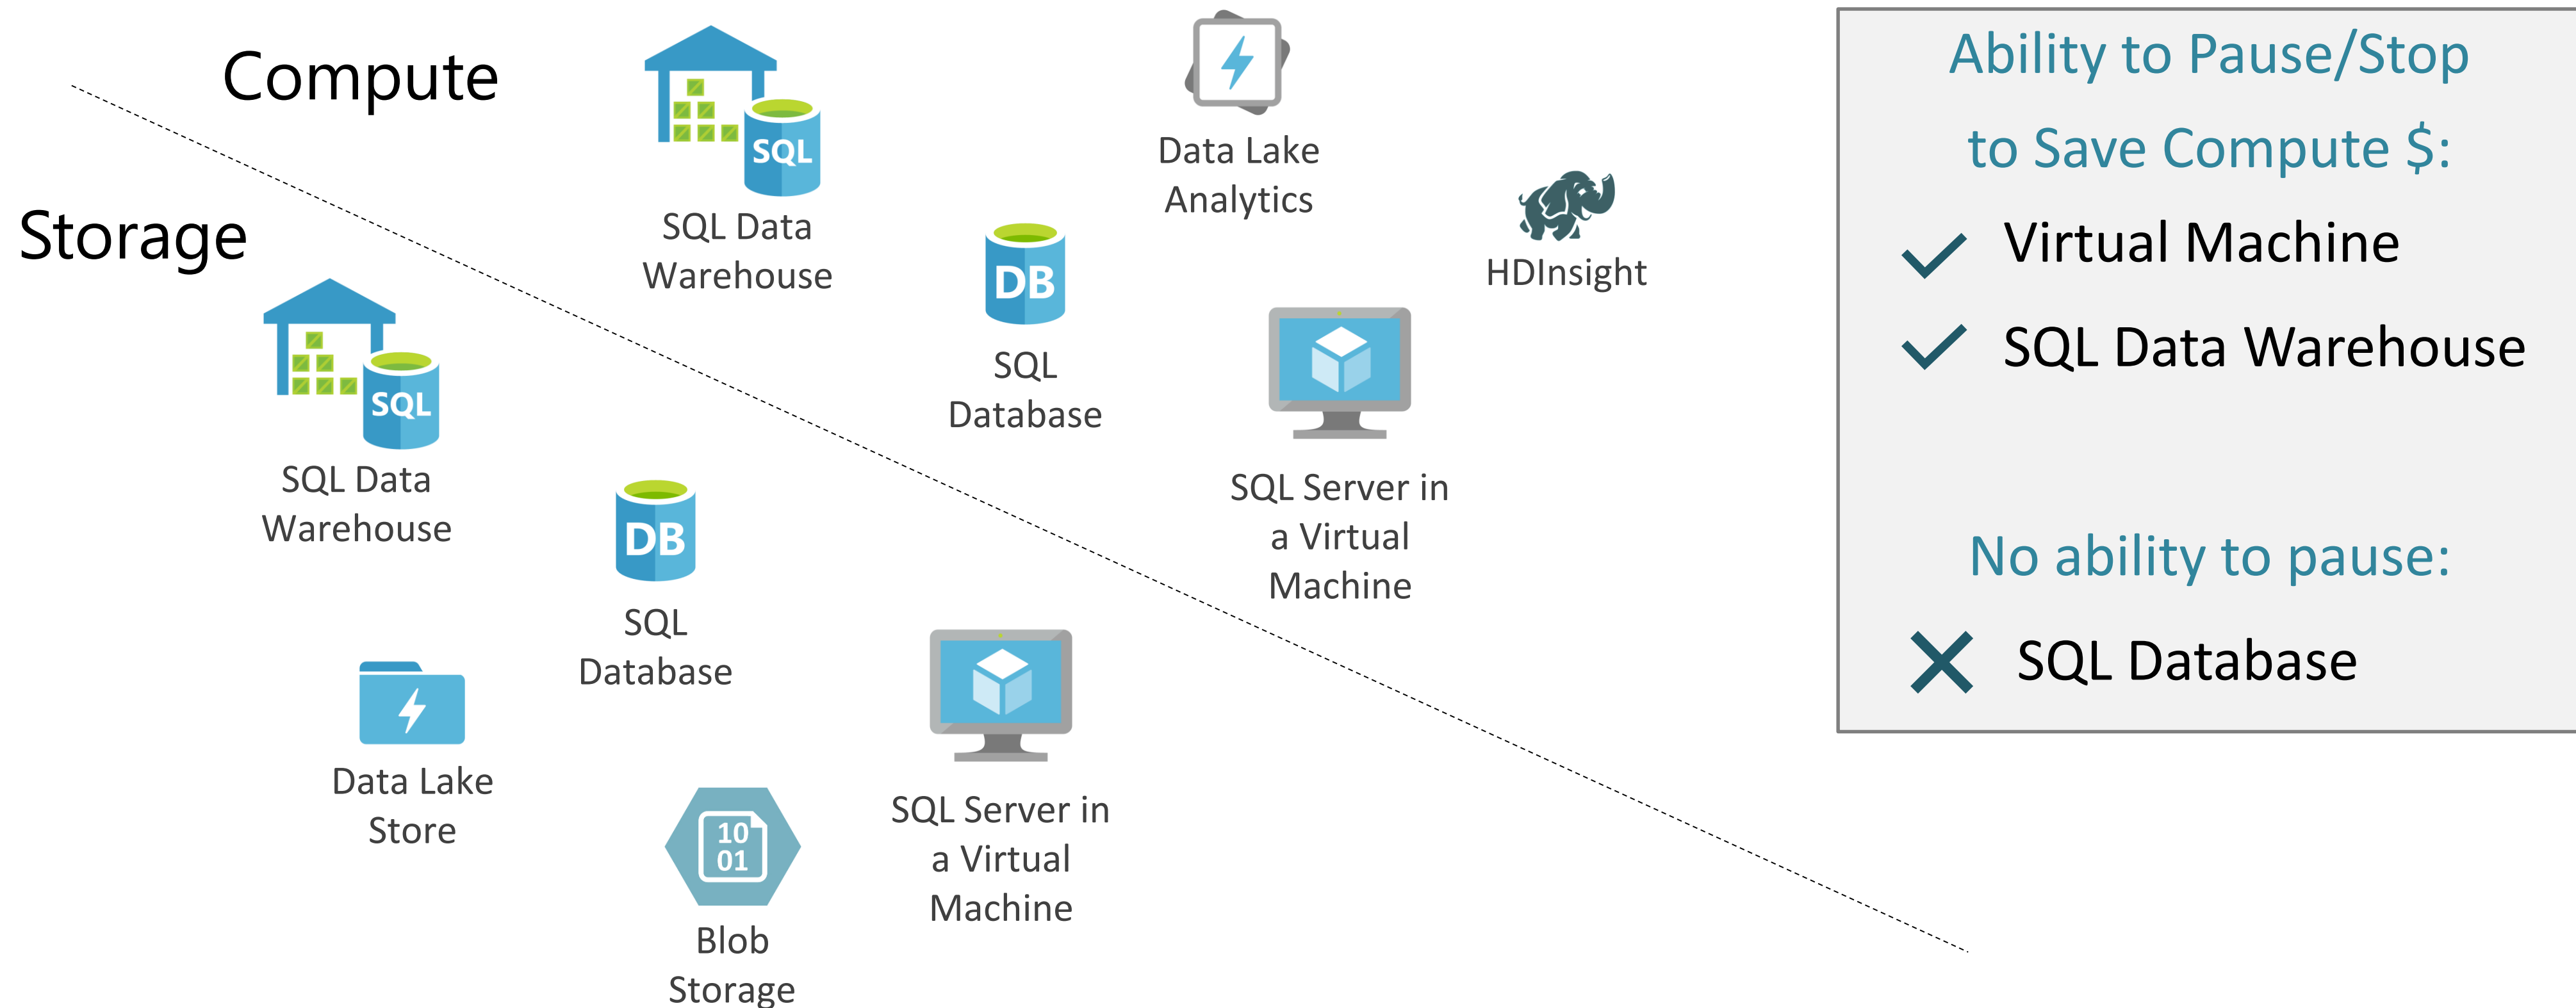 Compute
Storage
SQL
SQL Data
Warehouse
Data Lake
Analytics
HDInsight
DB
SQL
Database
SQL Server in
a Virtual
Machine
SQL
SQL Data
Warehouse
DB
SQL
Database
Data Lake
Store
10
01
Blob
Storage
SQL Server in
a Virtual
Machine
Ability to Pause/Stop
to Save Compute $:
Virtual Machine
SQL Data Warehouse
No ability to pause:
SQL Database